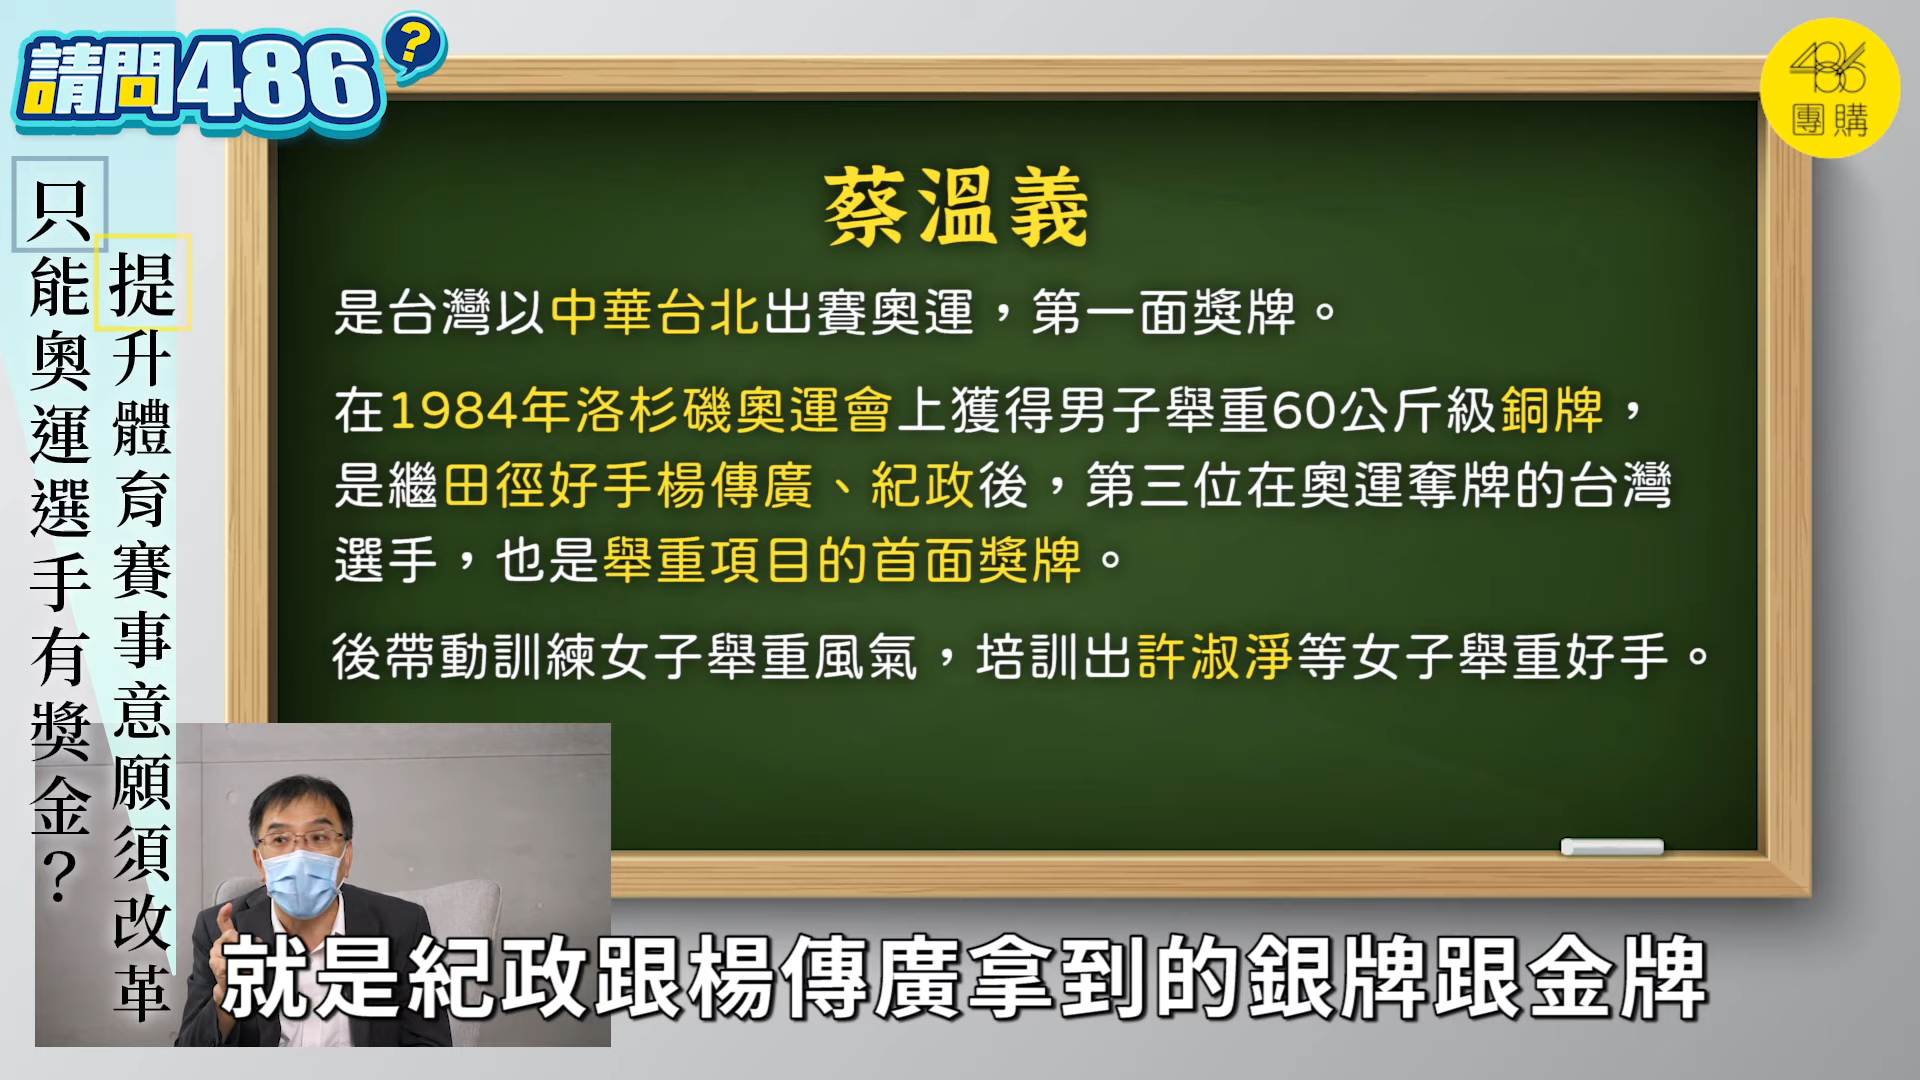 請問486?
486
團購
只能奧運選手有獎金?
提升體育賽事意願須改革
蔡溫義
是台灣以中華台北出賽奧運，第一面獎牌。
在1984年洛杉磯奧運會上獲得男子舉重60公斤級銅牌，
是繼田徑好手楊傳廣、紀政後，第三位在奧運奪牌的台灣
選手，也是舉重項目的首面獎牌。
後帶動訓練女子舉重風氣，培訓出許淑淨等女子舉重好手。
就是紀政跟楊傳廣拿到的銀牌跟金牌